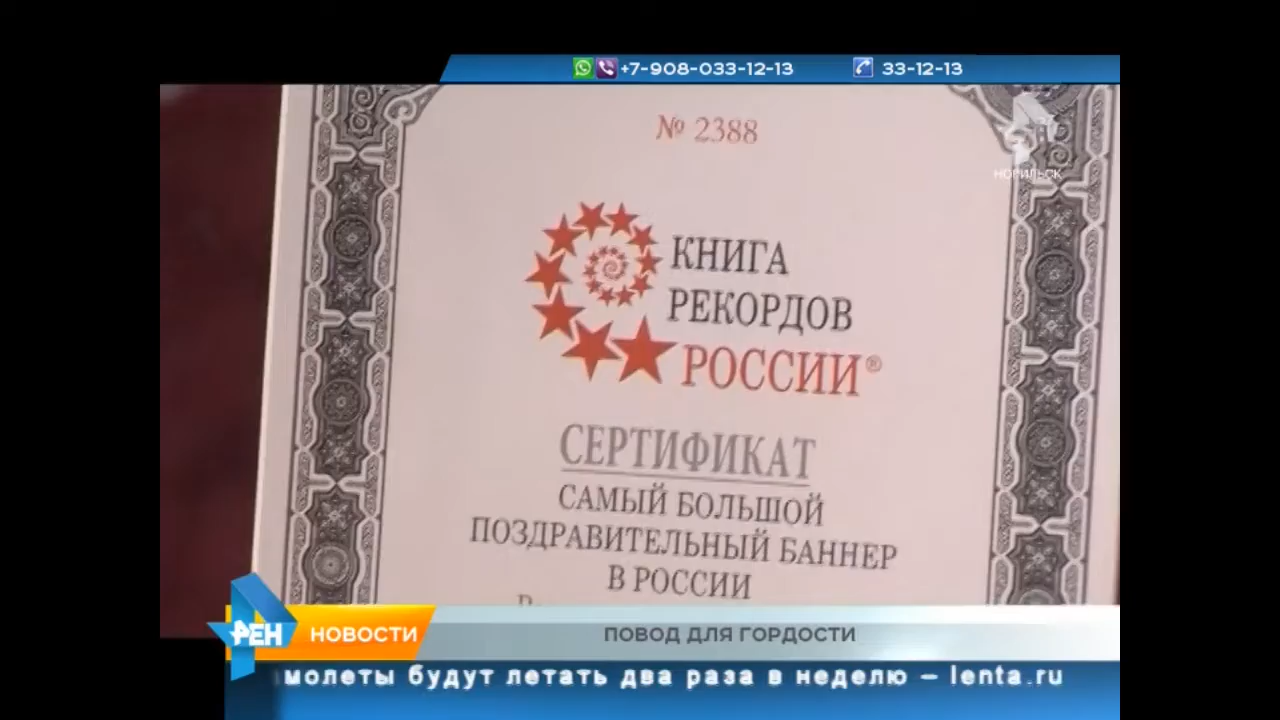 +7-908-033-12-13 33-12-13
№ 2388
РЕН
НОРИЛЬСК
КНИГА
РЕКОРДОВ
РОССИИ®
СЕРТИФИКАТ
САМЫЙ БОЛЬШОЙ
ПОЗДРАВИТЕЛЬНЫЙ БАННЕР
В РОССИИ
РЕН НОВОСТИ ПОВОД ДЛЯ ГОРДОСТИ
молеты будут летать два раза в неделю – lenta.ru